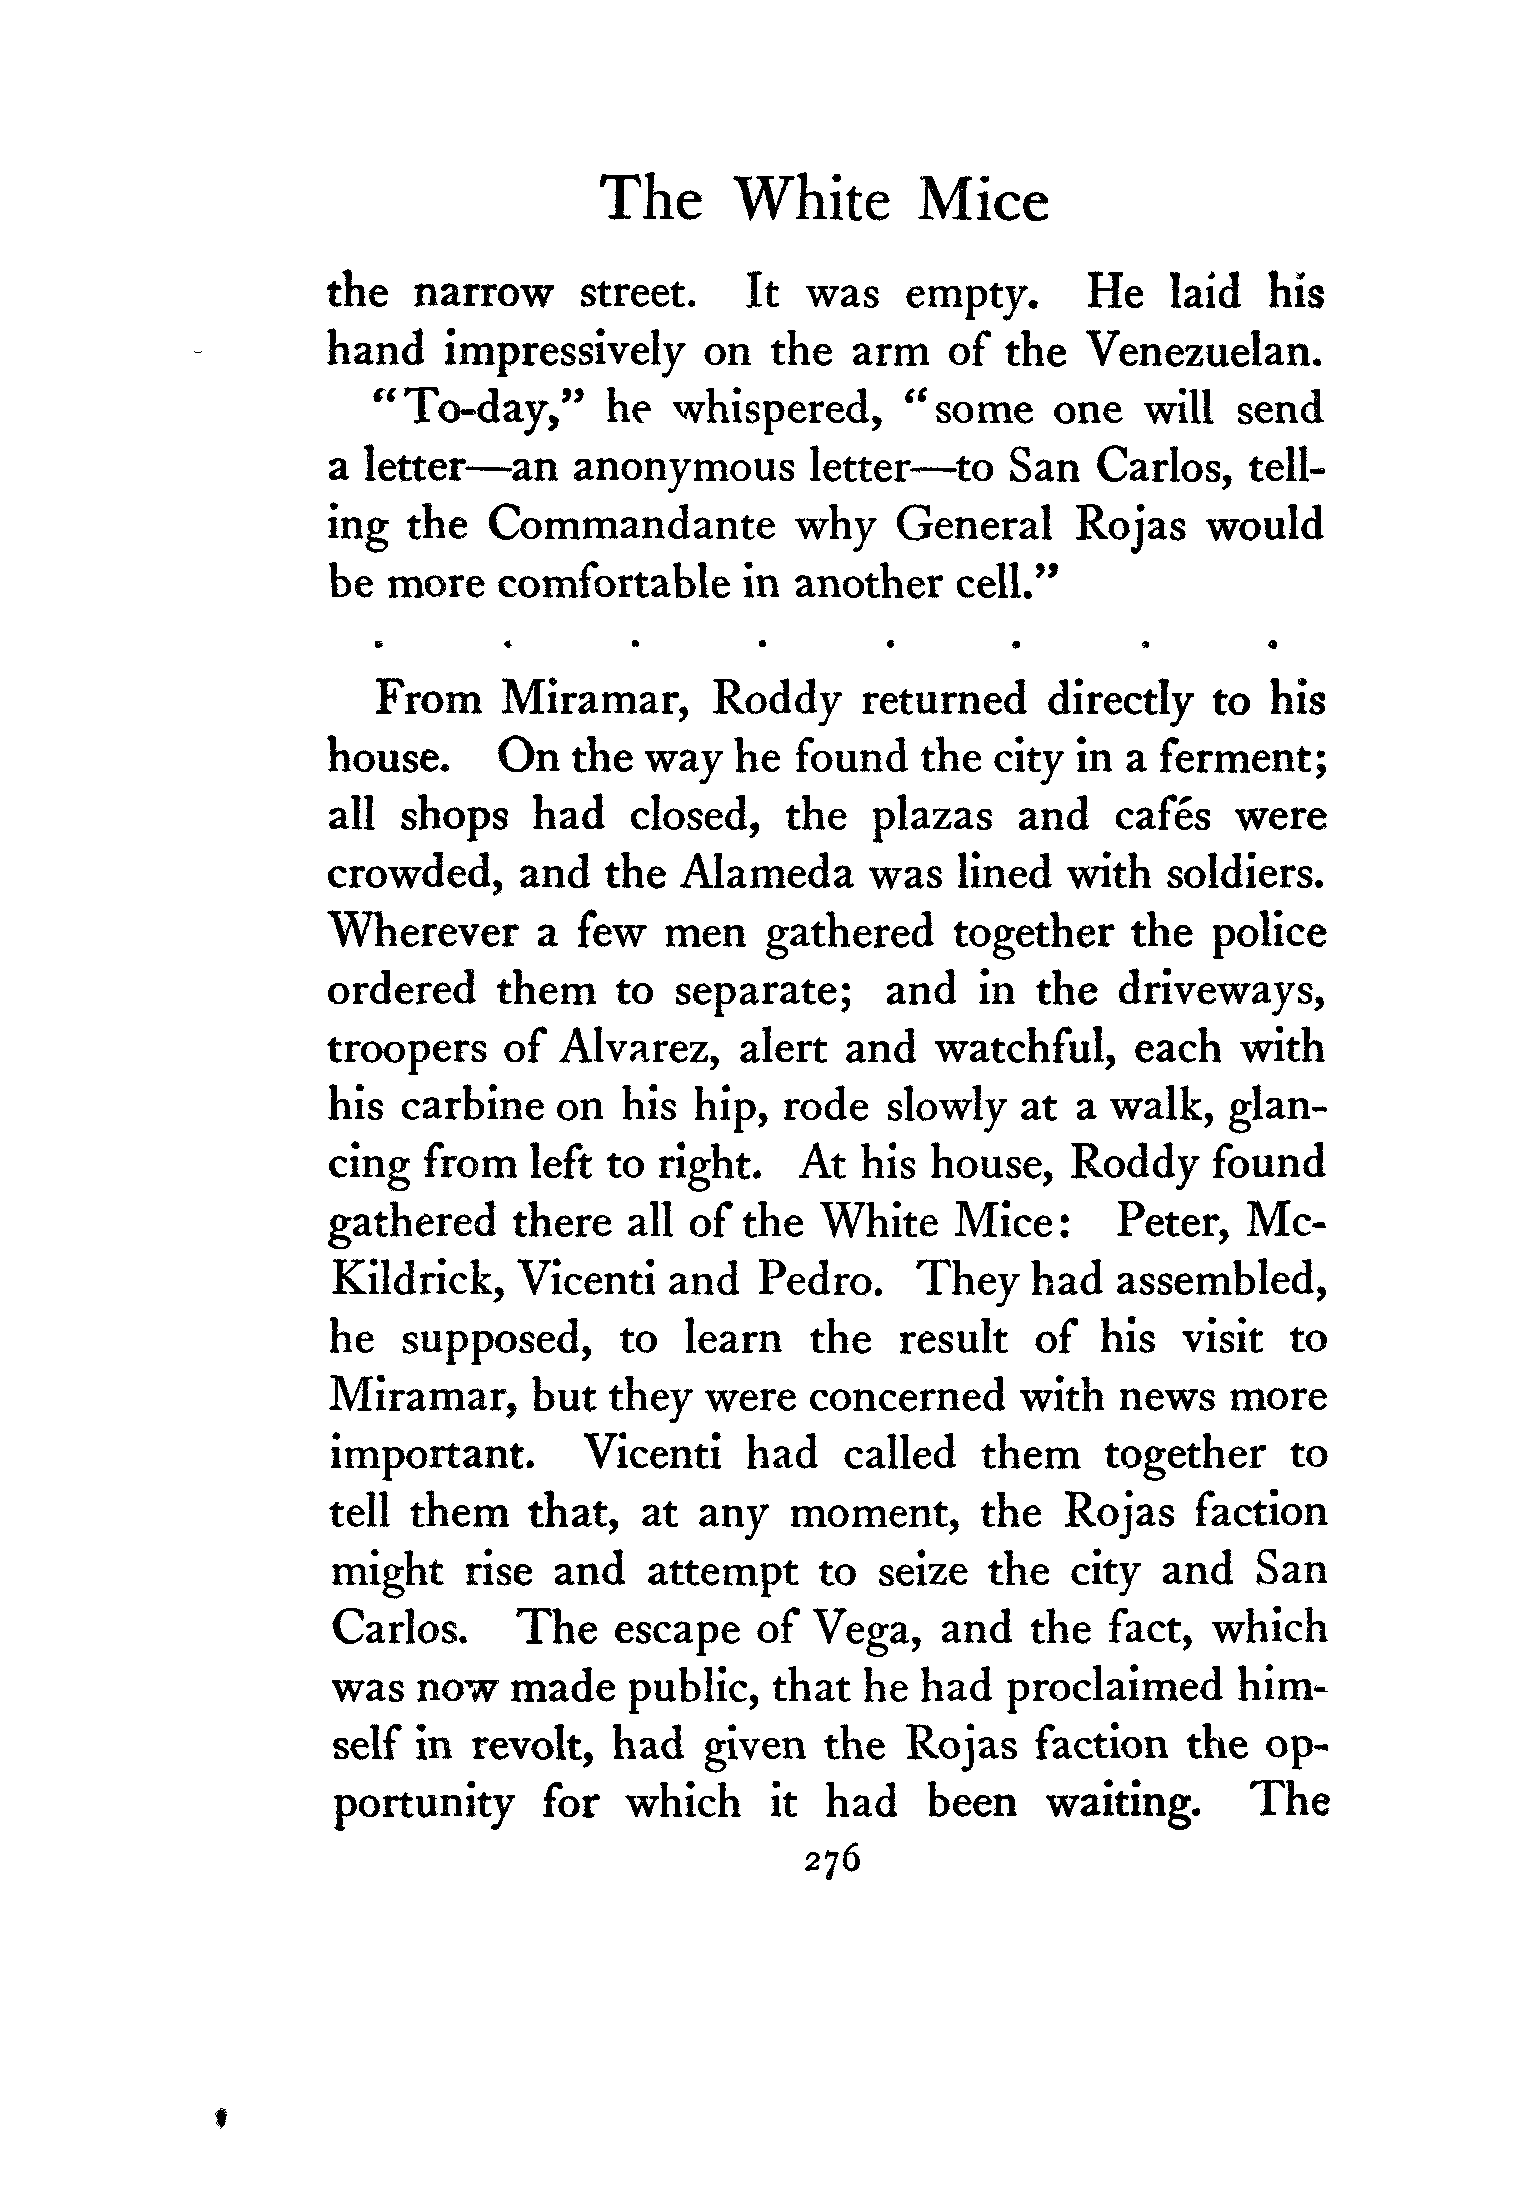 The White Mice
the narrow street. It was empty. He laid his
hand impressively on the arm of the Venezuelan.
"To-day," he whispered, "some one will send
a letter—an anonymous letter—to San Carlos, tell-
ing the Commandante why General Rojas would
be more comfortable in another cell."
. . . . . . . .
From Miramar, Roddy returned directly to his
house. On the way he found the city in a ferment;
all shops had closed, the plazas and cafés were
crowded, and the Alameda was lined with soldiers.
Wherever a few men gathered together the police
ordered them to separate; and in the driveways,
troopers of Alvarez, alert and watchful, each with
his carbine on his hip, rode slowly at a walk, glan-
cing from left to right. At his house, Roddy found
gathered there all of the White Mice: Peter, Mc-
Kildrick, Vicenti and Pedro. They had assembled,
he supposed, to learn the result of his visit to
Miramar, but they were concerned with news more
important. Vicenti had called them together to
tell them that, at any moment, the Rojas faction
might rise and attempt to seize the city and San
Carlos. The escape of Vega, and the fact, which
was now made public, that he had proclaimed him-
self in revolt, had given the Rojas faction the op-
portunity for which it had been waiting. The
276